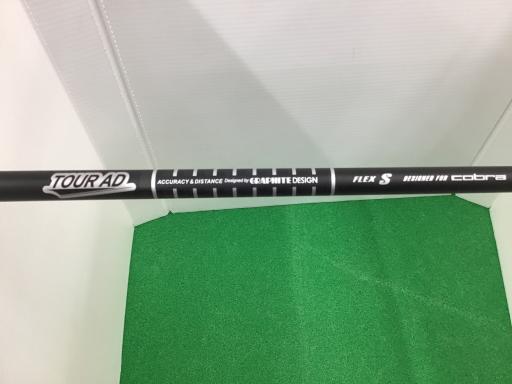 TOUR AD ACCURACY & DISTANCE Designed by GRAPHITE DESIGN FLEX S DESIGNED FOR cobra